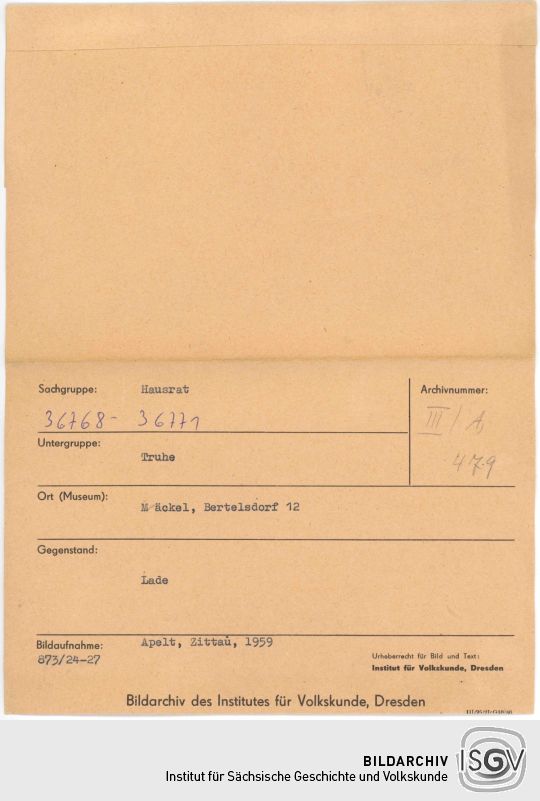 Sachgruppe: Hausrat
Archivnummer:
36768- 36771
III / A,
Untergruppe:
Truhe
479
Ort (Museum):
Mäckel, Bertelsdorf 12
Gegenstand:
Lade
Bildaufnahme: Apelt, Zittau, 1959
873/24-27
Urheberrecht für Bild und Text:
Institut für Volkskunde, Dresden
Bildarchiv des Institutes für Volkskunde, Dresden
BILDARCHIV
Institut für Sächsische Geschichte und Volkskunde
ISGV